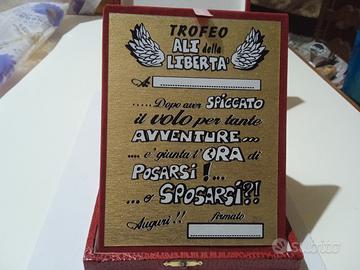 TROFEO
ALI della
LIBERTA'
A
..... Dopo aver SPICCATO
il volo per tante
AVVENTURE...
.... e' giunta l'ORA di
POSARSI !...
... o SPOSARSI?!
Auguri !! firmato
subito